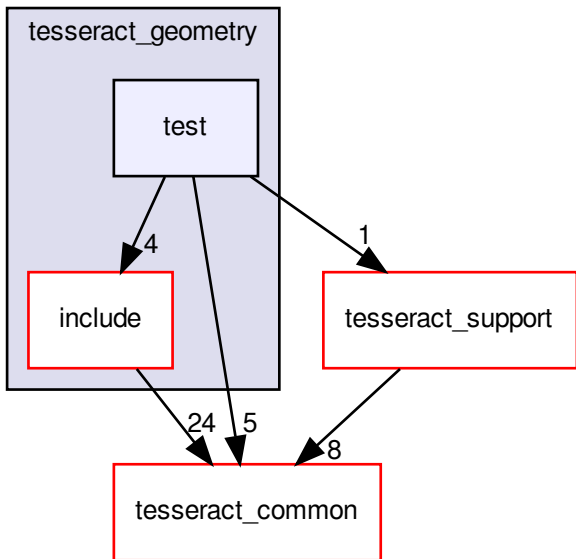 tesseract_geometry
test
4
1
include
tesseract_support
24
5
8
tesseract_common